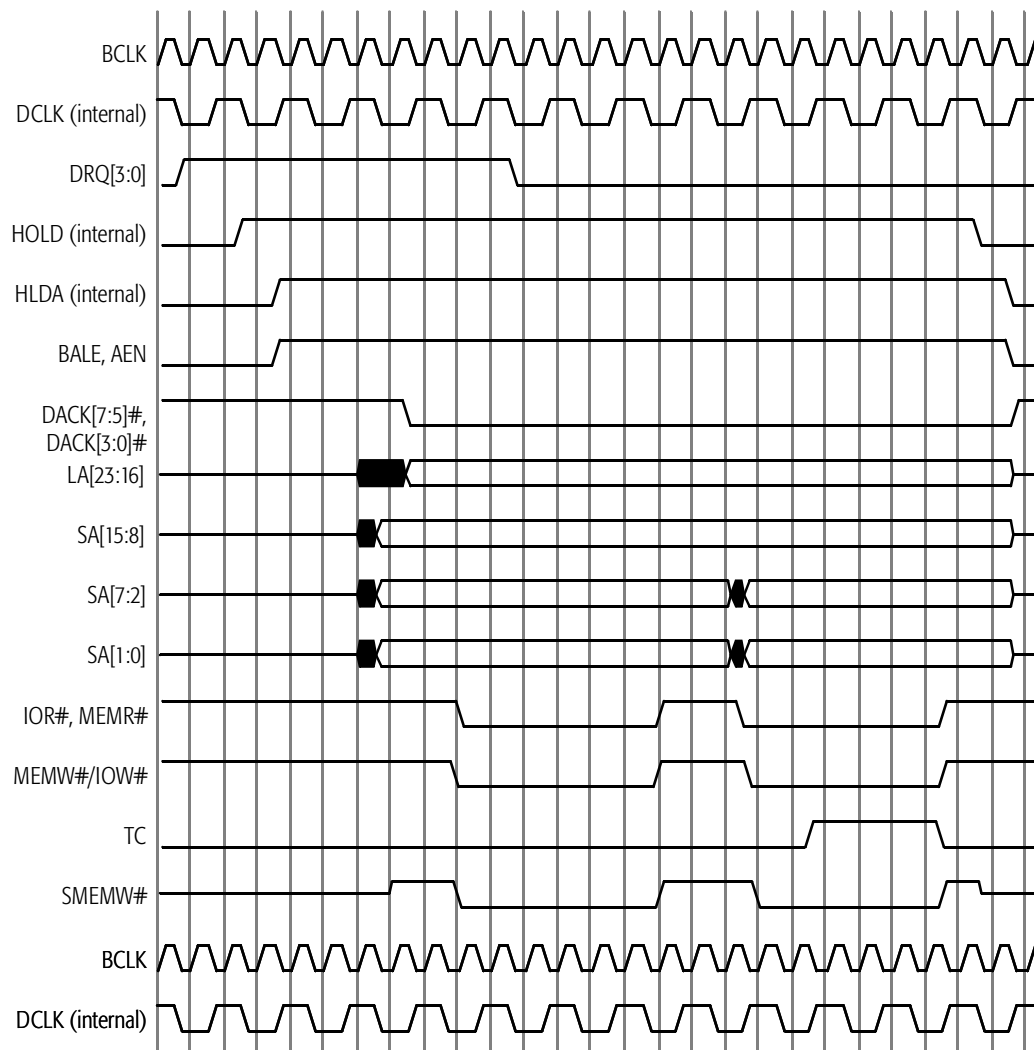 BCLK
DCLK (internal)
DRQ[3:0]
HOLD (internal)
HLDA (internal)
BALE, AEN
DACK[7:5]#,
DACK[3:0]#
LA[23:16]
SA[15:8]
SA[7:2]
SA[1:0]
IOR#, MEMR#
MEMW#/IOW#
TC
SMEMW#
BCLK
DCLK (internal)